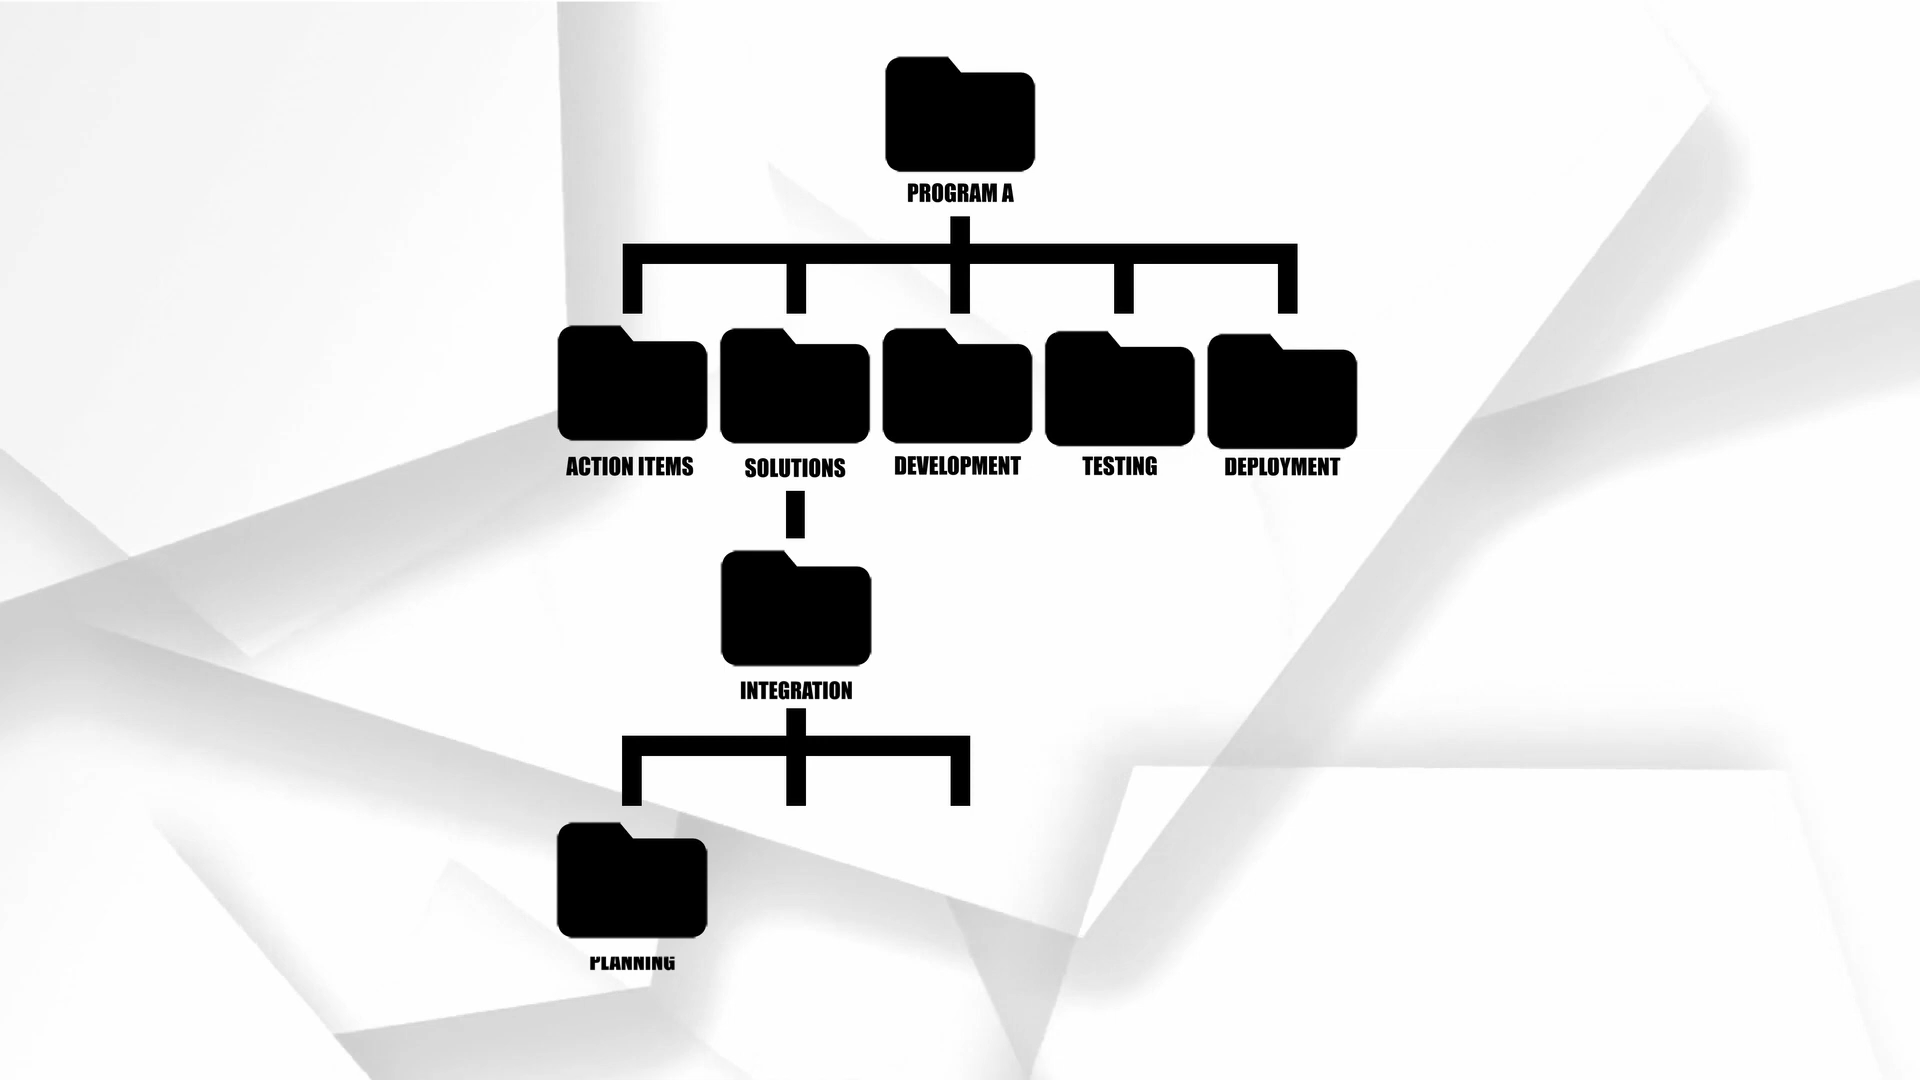 PROGRAM A
ACTION ITEMS
SOLUTIONS
DEVELOPMENT
TESTING
DEPLOYMENT
INTEGRATION
PLANNING